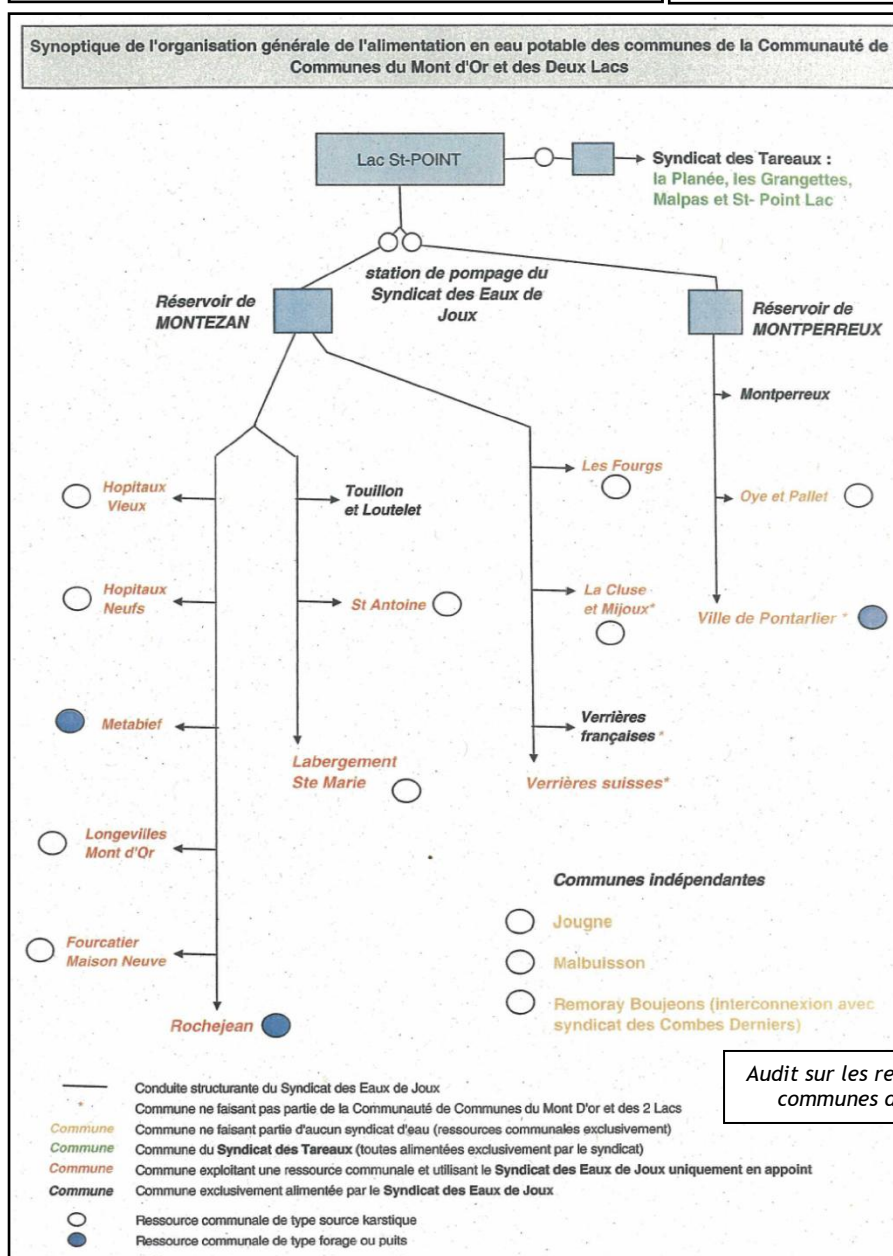 Synoptique de l'organisation générale de l'alimentation en eau potable des communes de la Communauté de
Communes du Mont d'Or et des Deux Lacs
Lac St-POINT
Syndicat des Tareaux :
la Planée, les Grangettes,
Malpas et St- Point Lac
station de pompage du
Syndicat des Eaux de
Joux
Réservoir de
MONTEZAN
Réservoir de
MONTPERREUX
Montperreux
Hopitaux
Vieux
Touillon
et Loutelet
Les Fourgs
Oye et Pallet
Hopitaux
Neufs
St Antoine
La Cluse
et Mijoux*
Ville de Pontarlier *
Metabief
Labergement
Ste Marie
Verrières
françaises *
Verrières suisses*
Longevilles
Mont d'Or
Fourcatier
Maison Neuve
Rochejean
Communes indépendantes
Jougne
Malbuisson
Remoray Boujeons (interconnexion avec
syndicat des Combes Derniers)
Audit sur les re
communes d
Conduite structurante du Syndicat des Eaux de Joux
* Commune ne faisant pas partie de la Communauté de Communes du Mont D'or et des 2 Lacs
Commune Commune ne faisant partie d'aucun syndicat d'eau (ressources communales exclusivement)
Commune Commune du Syndicat des Tareaux (toutes alimentées exclusivement par le syndicat)
Commune Commune exploitant une ressource communale et utilisant le Syndicat des Eaux de Joux uniquement en appoint
Commune Commune exclusivement alimentée par le Syndicat des Eaux de Joux
Ressource communale de type source karstique
Ressource communale de type forage ou puits